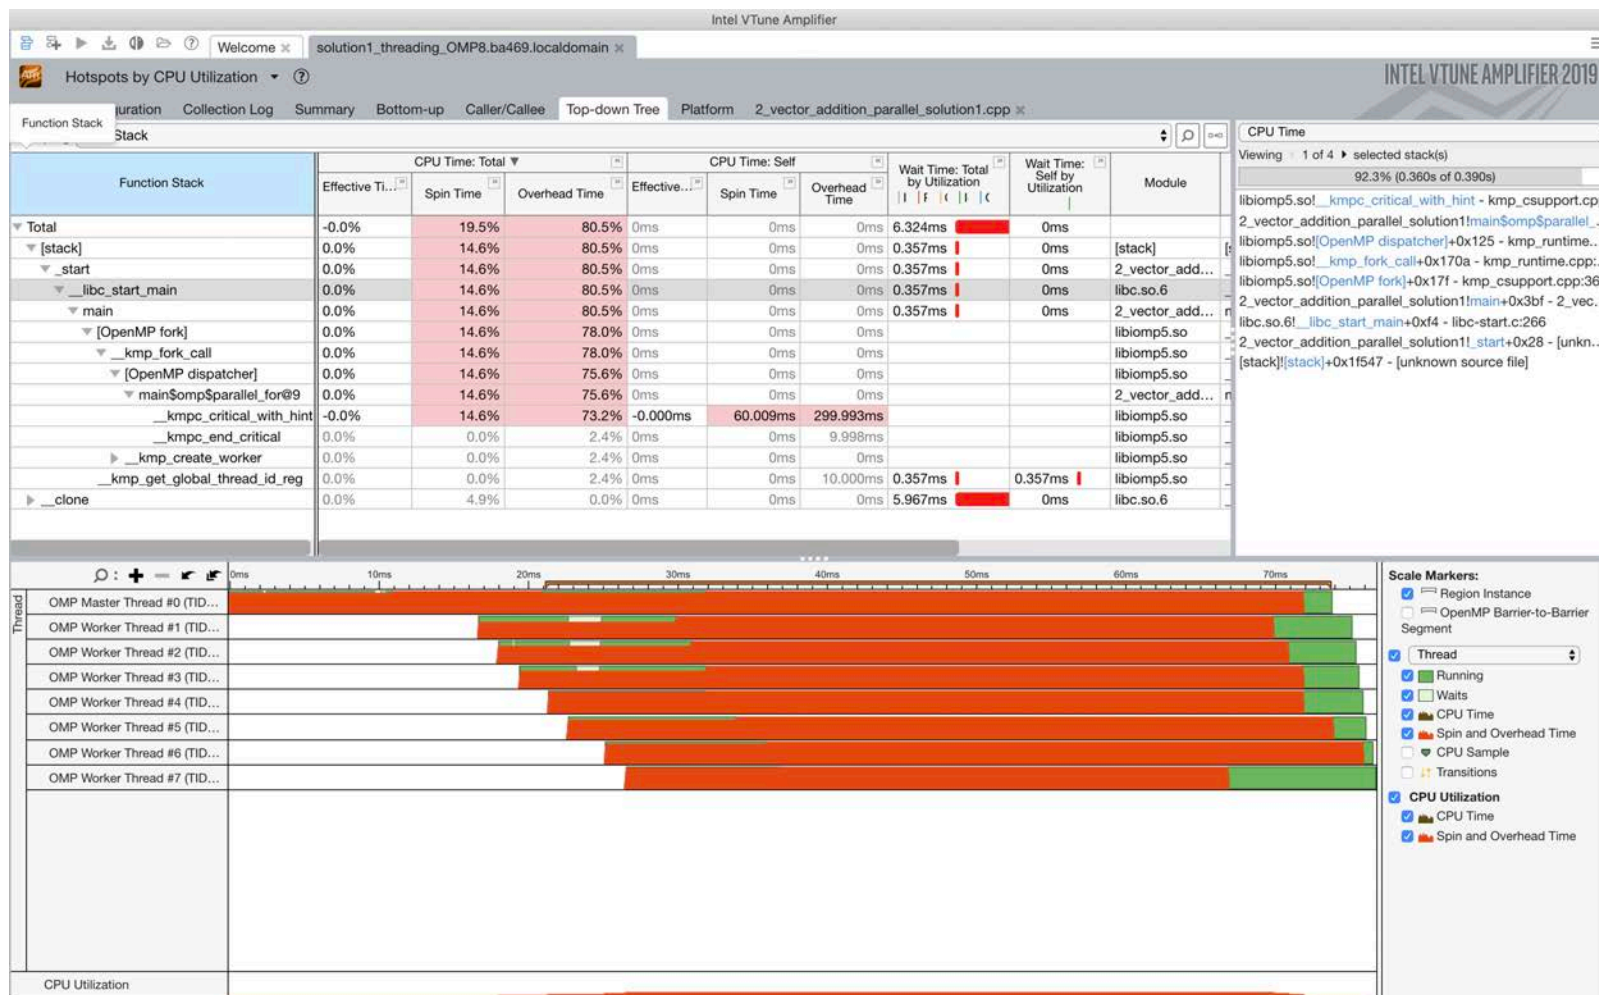 Intel VTune Amplifier
Welcome
solution1_threading_OMP8.ba469.localdomain
Hotspots by CPU Utilization
INTEL VTUNE AMPLIFIER 2019
guration Collection Log Summary Bottom-up Caller/Callee Top-down Tree Platform 2_vector_addition_parallel_solution1.cpp
Function Stack
Stack
CPU Time
Viewing 1 of 4 selected stack(s)
92.3% (0.360s of 0.390s)
Function Stack
CPU Time: Total
CPU Time: Self
Wait Time: Total by Utilization
Wait Time: Self by Utilization
Module
Effective Ti... Spin Time Overhead Time Effective... Spin Time Overhead Time
Total -0.0% 19.5% 80.5% 0ms 0ms 0ms 6.324ms 0ms
[stack] 0.0% 14.6% 80.5% 0ms 0ms 0ms 0.357ms 0ms [stack]
_start 0.0% 14.6% 80.5% 0ms 0ms 0ms 0.357ms 0ms 2_vector_add...
__libc_start_main 0.0% 14.6% 80.5% 0ms 0ms 0ms 0.357ms 0ms libc.so.6
main 0.0% 14.6% 80.5% 0ms 0ms 0ms 0.357ms 0ms 2_vector_add...
[OpenMP fork] 0.0% 14.6% 78.0% 0ms 0ms 0ms libiomp5.so
__kmp_fork_call 0.0% 14.6% 78.0% 0ms 0ms 0ms libiomp5.so
[OpenMP dispatcher] 0.0% 14.6% 75.6% 0ms 0ms 0ms libiomp5.so
main$omp$parallel_for@9 0.0% 14.6% 75.6% 0ms 0ms 0ms 2_vector_add...
__kmpc_critical_with_hint -0.0% 14.6% 73.2% -0.000ms 60.009ms 299.993ms libiomp5.so
__kmpc_end_critical 0.0% 0.0% 2.4% 0ms 0ms 9.998ms libiomp5.so
__kmp_create_worker 0.0% 0.0% 2.4% 0ms 0ms 0ms libiomp5.so
__kmp_get_global_thread_id_reg 0.0% 0.0% 2.4% 0ms 0ms 10.000ms 0.357ms 0.357ms libiomp5.so
__clone 0.0% 4.9% 0.0% 0ms 0ms 0ms 5.967ms 0ms libc.so.6
libiomp5.so!__kmpc_critical_with_hint - kmp_csupport.cp
2_vector_addition_parallel_solution1!main$omp$parallel_..
libiomp5.so![OpenMP dispatcher]+0x125 - kmp_runtime...
libiomp5.so!__kmp_fork_call+0x170a - kmp_runtime.cpp:.
libiomp5.so![OpenMP fork]+0x17f - kmp_csupport.cpp:36
2_vector_addition_parallel_solution1!main+0x3bf - 2_vec..
libc.so.6!__libc_start_main+0xf4 - libc-start.c:266
2_vector_addition_parallel_solution1!_start+0x28 - [unkn..
[stack]![stack]+0x1f547 - [unknown source file]
0ms 10ms 20ms 30ms 40ms 50ms 60ms 70ms
Thread
OMP Master Thread #0 (TID...
OMP Worker Thread #1 (TID...
OMP Worker Thread #2 (TID...
OMP Worker Thread #3 (TID...
OMP Worker Thread #4 (TID...
OMP Worker Thread #5 (TID...
OMP Worker Thread #6 (TID...
OMP Worker Thread #7 (TID...
CPU Utilization
Scale Markers:
Region Instance
OpenMP Barrier-to-Barrier
Segment
Thread
Running
Waits
CPU Time
Spin and Overhead Time
CPU Sample
Transitions
CPU Utilization
CPU Time
Spin and Overhead Time